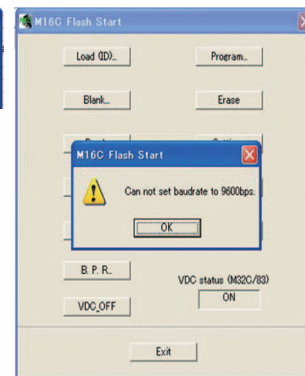 M16C Flash Start
Load (ID)...
Program...
Blank...
Erase
M16C Flash Start
Can not set baudrate to 9600bps.
OK
B. P. R...
VDC status (M32C/83)
ON
VDC_OFF
Exit